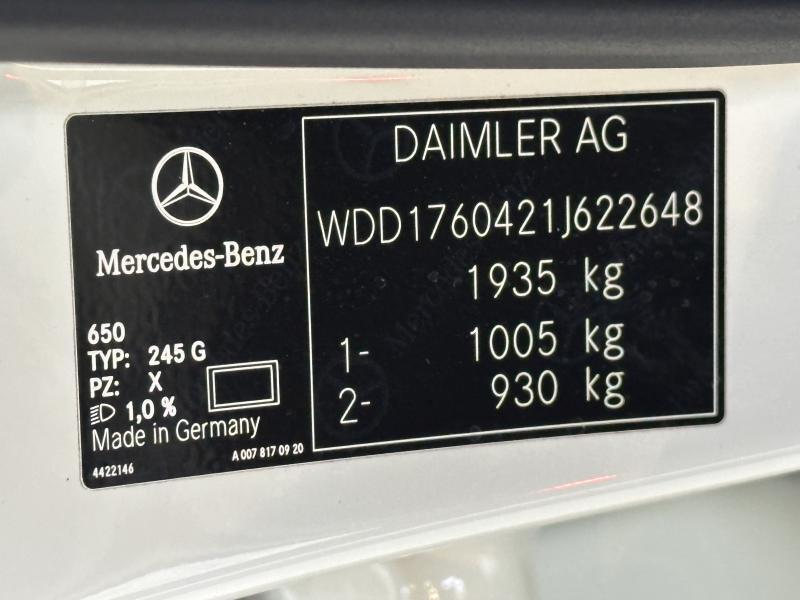 Mercedes-Benz
650
TYP: 245 G
PZ: X
1,0 %
Made in Germany
4422146
A 007 817 09 20
DAIMLER AG
WDD1760421J622648
1935 kg
1- 1005 kg
2- 930 kg